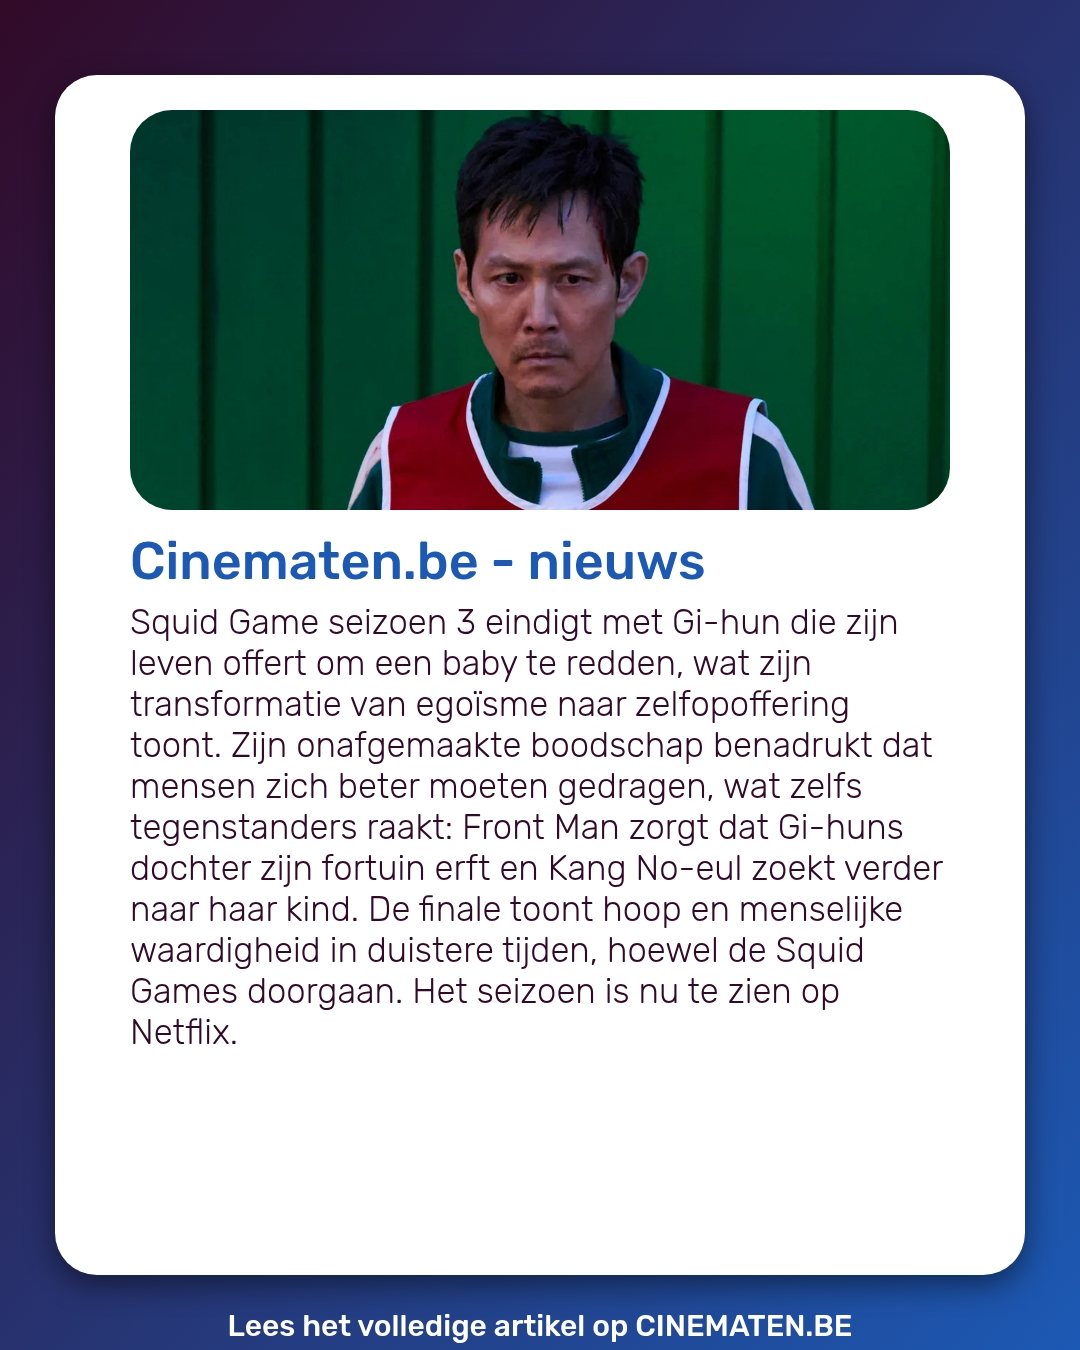 Cinematen.be - nieuws
Squid Game seizoen 3 eindigt met Gi-hun die zijn
leven offert om een baby te redden, wat zijn
transformatie van egoïsme naar zelfopoffering
toont. Zijn onafgemaakte boodschap benadrukt dat
mensen zich beter moeten gedragen, wat zelfs
tegenstanders raakt: Front Man zorgt dat Gi-huns
dochter zijn fortuin erft en Kang No-eul zoekt verder
naar haar kind. De finale toont hoop en menselijke
waardigheid in duistere tijden, hoewel de Squid
Games doorgaan. Het seizoen is nu te zien op
Netflix.
Lees het volledige artikel op CINEMATEN.BE